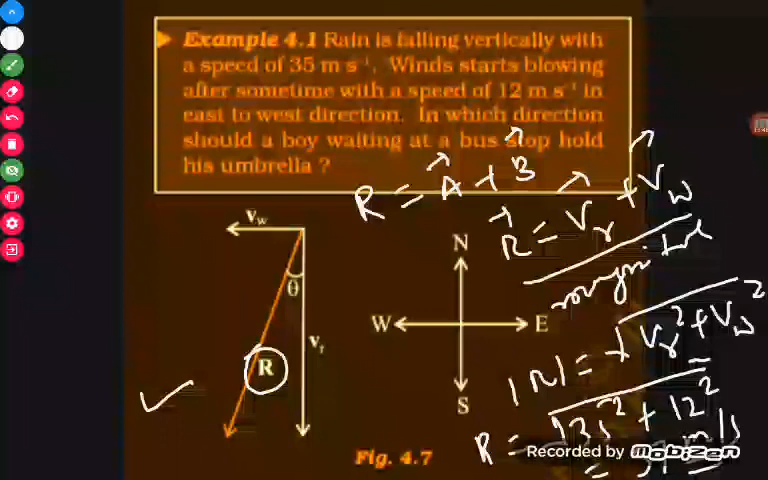 Example 4.1 Rain is falling vertically with
a speed of 35 m s⁻¹. Winds starts blowing
after sometime with a speed of 12 m s⁻¹ in
east to west direction. In which direction
should a boy waiting at a bus stop hold
his umbrella ?
R = A + B
R = Vr + Vw
|R| = √Vr² + Vw²
R = √35² + 12²
= 37 m/s
vw
θ
vr
R
N
W
E
S
Fig. 4.7
Recorded by mobizen